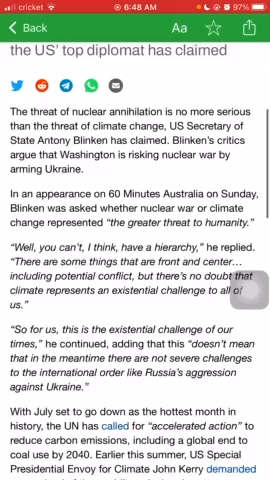 cricket
6:48 AM
97%
Back
Aa
the US' top diplomat has claimed
The threat of nuclear annihilation is no more serious
than the threat of climate change, US Secretary of
State Antony Blinken has claimed. Blinken's critics
argue that Washington is risking nuclear war by
arming Ukraine.
In an appearance on 60 Minutes Australia on Sunday,
Blinken was asked whether nuclear war or climate
change represented "the greater threat to humanity."
"Well, you can't, I think, have a hierarchy," he replied.
"There are some things that are front and center…
including potential conflict, but there's no doubt that
climate represents an existential challenge to all of
us."
"So for us, this is the existential challenge of our
times," he continued, adding that this "doesn't mean
that in the meantime there are not severe challenges
to the international order like Russia's aggression
against Ukraine."
With July set to go down as the hottest month in
history, the UN has called for "accelerated action" to
reduce carbon emissions, including a global end to
coal use by 2040. Earlier this summer, US Special
Presidential Envoy for Climate John Kerry demanded